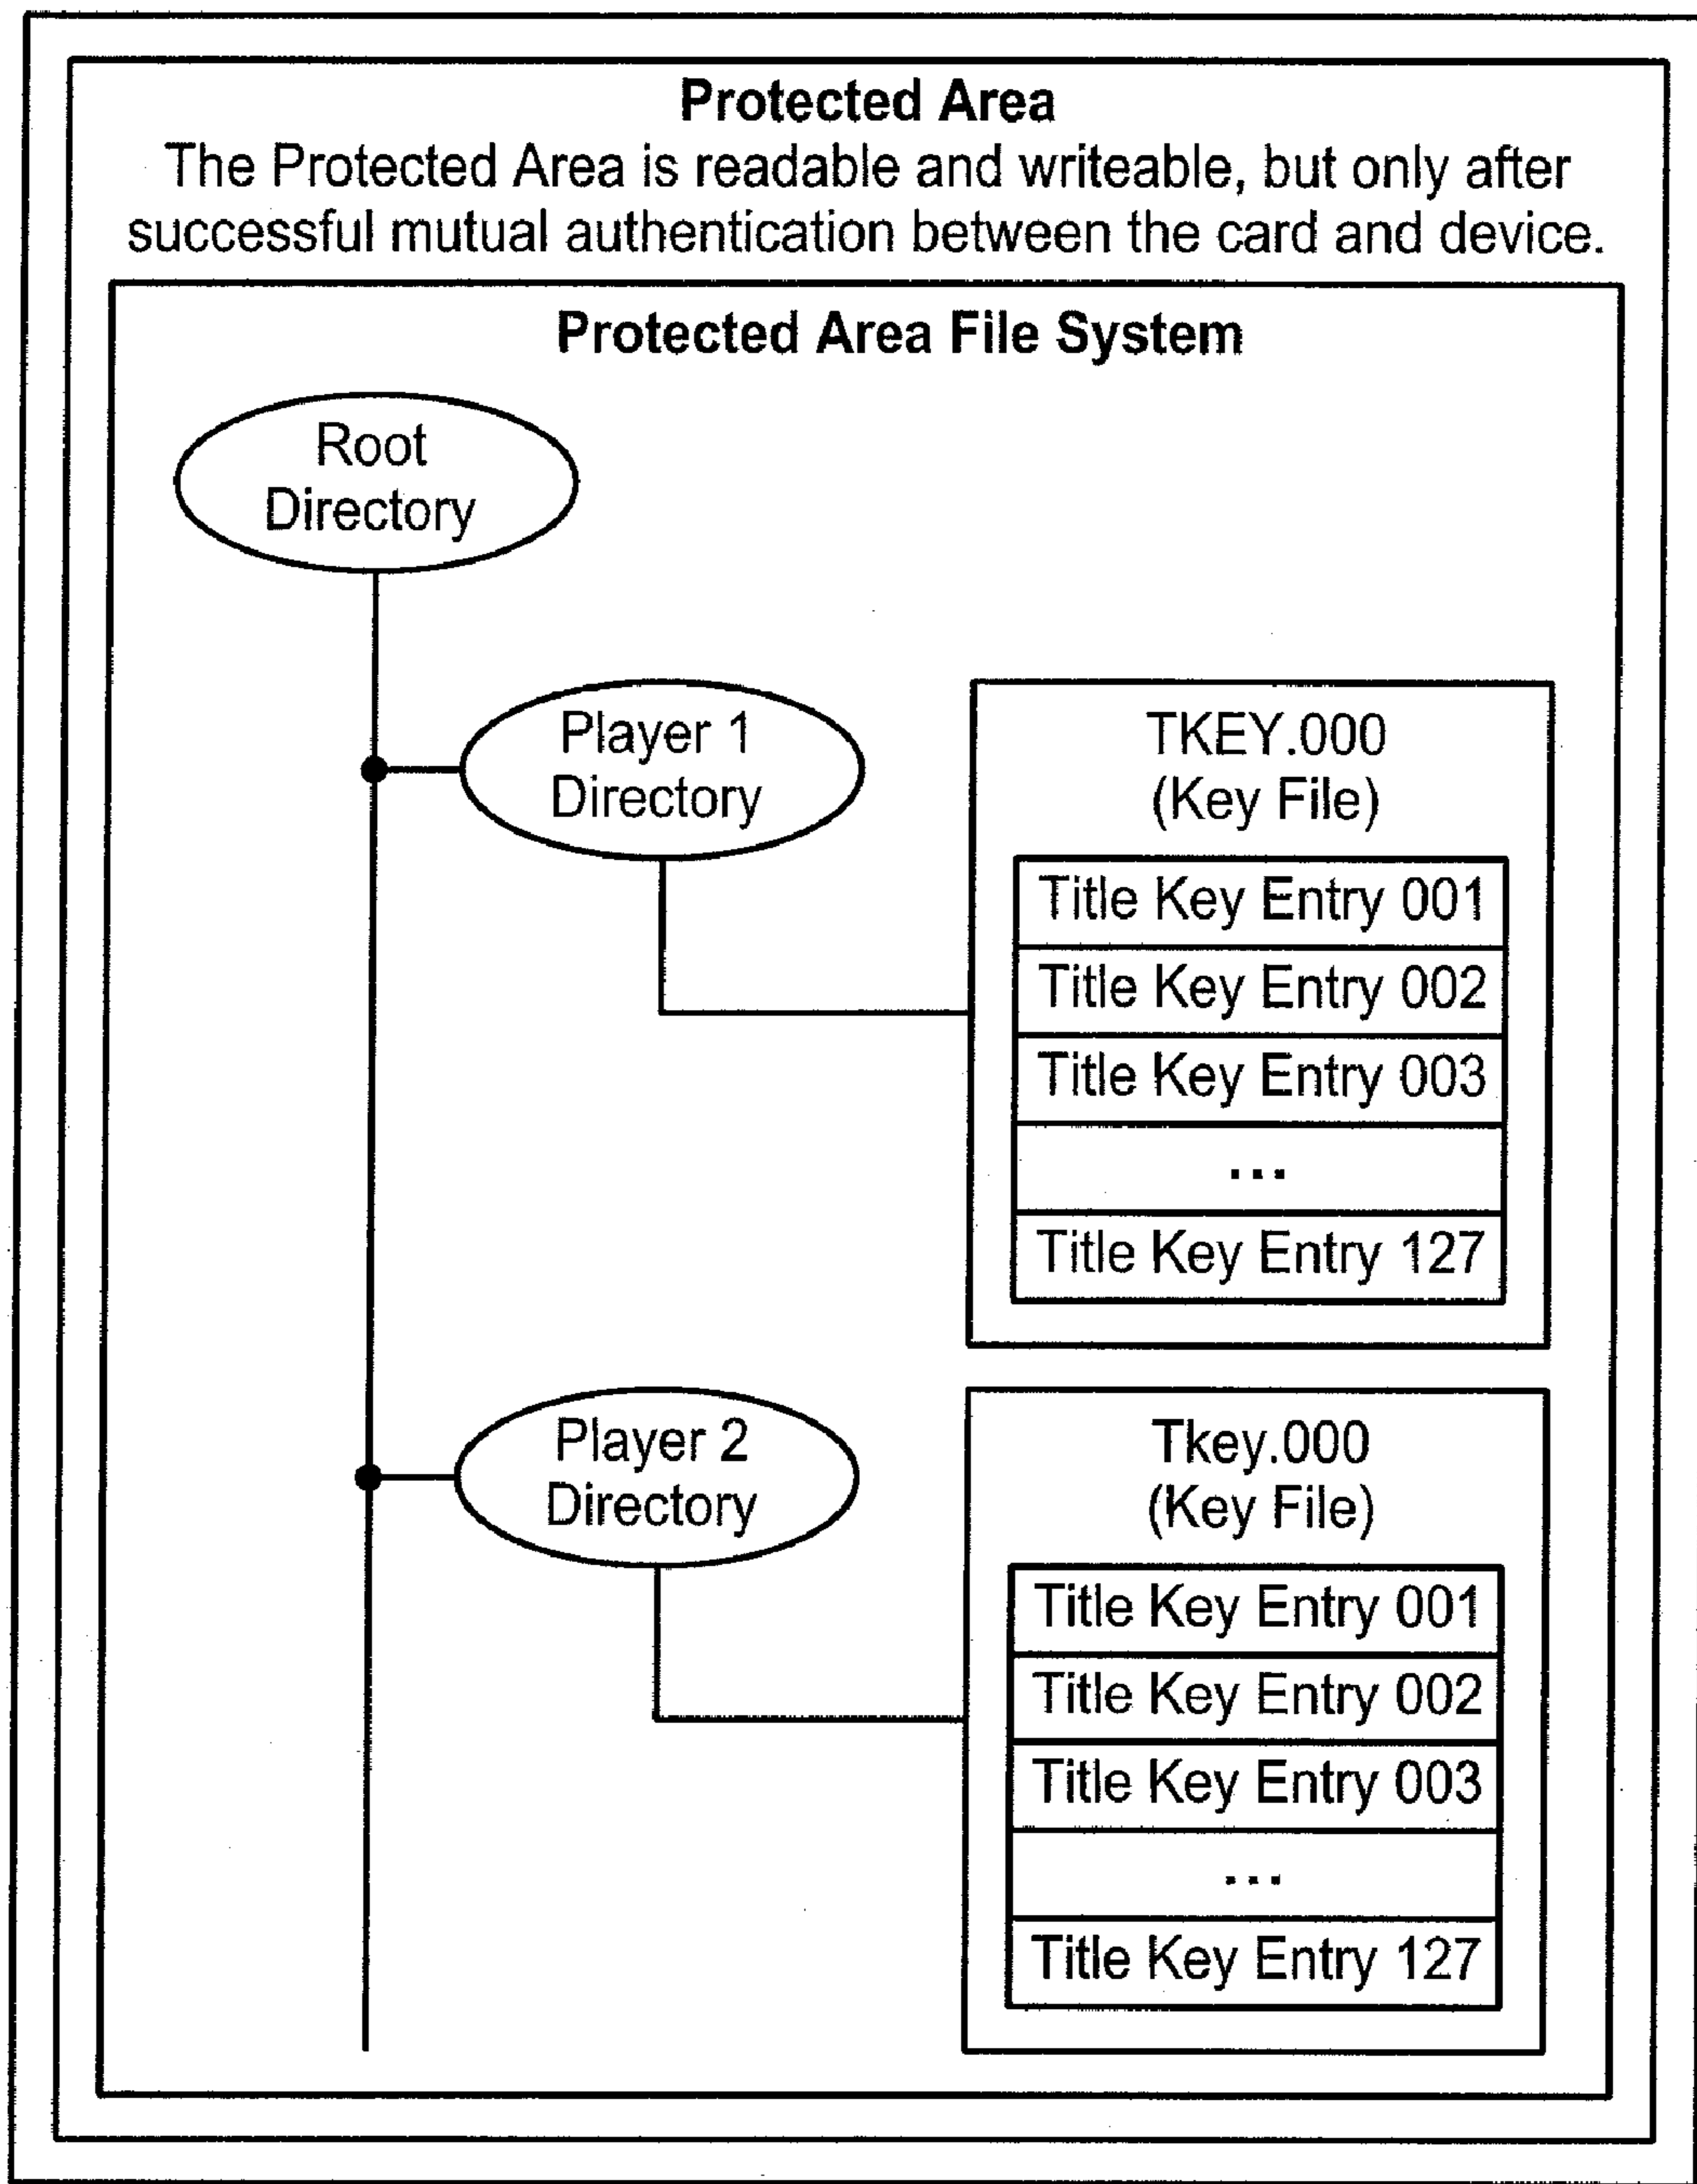 Protected Area
The Protected Area is readable and writeable, but only after
successful mutual authentication between the card and device.
Protected Area File System
Root
Directory
Player 1
Directory
TKEY.000
(Key File)
Title Key Entry 001
Title Key Entry 002
Title Key Entry 003
...
Title Key Entry 127
Player 2
Directory
Tkey.000
(Key File)
Title Key Entry 001
Title Key Entry 002
Title Key Entry 003
...
Title Key Entry 127